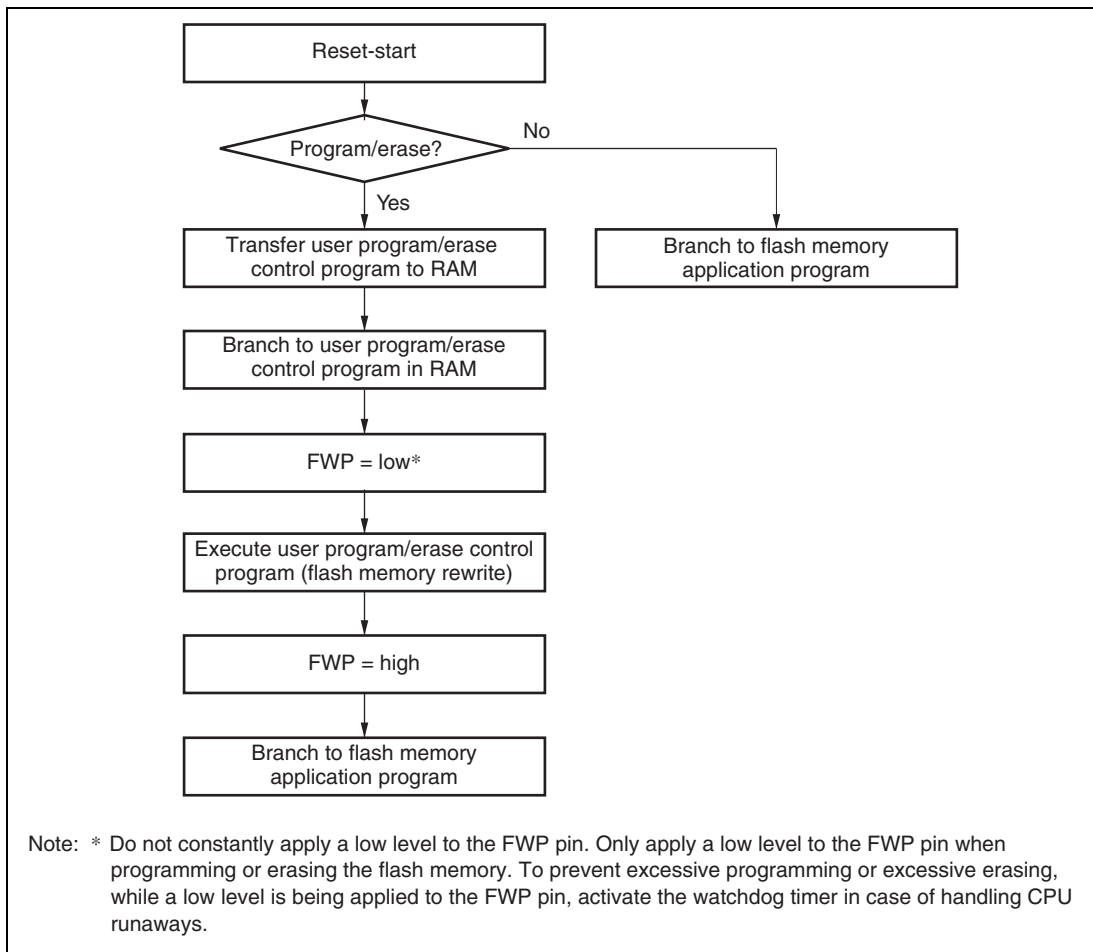 Reset-start
Program/erase?
No
Yes
Transfer user program/erase
control program to RAM
Branch to flash memory
application program
Branch to user program/erase
control program in RAM
FWP = low*
Execute user program/erase control
program (flash memory rewrite)
FWP = high
Branch to flash memory
application program
Note: * Do not constantly apply a low level to the FWP pin. Only apply a low level to the FWP pin when
programming or erasing the flash memory. To prevent excessive programming or excessive erasing,
while a low level is being applied to the FWP pin, activate the watchdog timer in case of handling CPU
runaways.